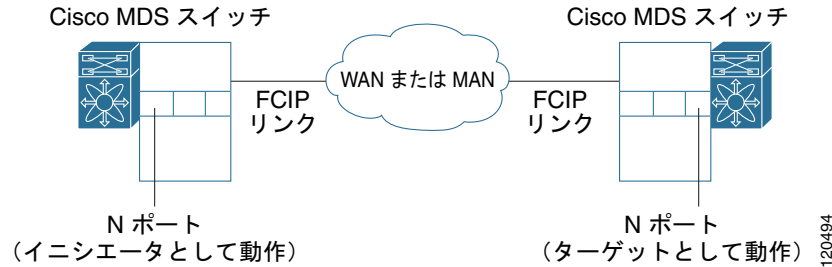 Cisco MDS スイッチ
Cisco MDS スイッチ
WAN または MAN
FCIP
リンク
FCIP
リンク
N ポート
（イニシエータとして動作）
N ポート
（ターゲットとして動作）
120494